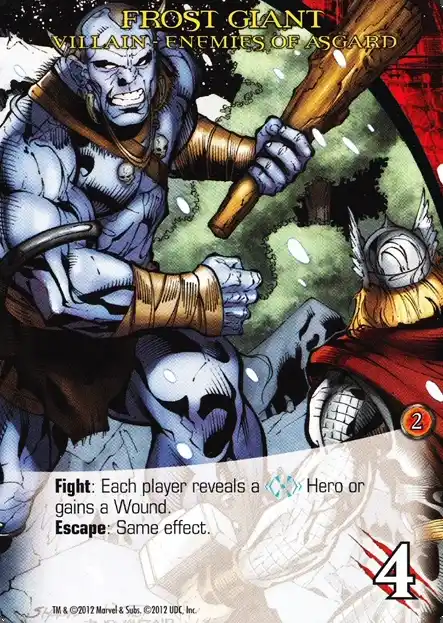 FROST GIANT
VILLAIN - ENEMIES OF ASGARD
2
Fight: Each player reveals a Hero or
gains a Wound.
Escape: Same effect.
4
TM & ©2012 Marvel & Subs. ©2012 UDC, Inc.